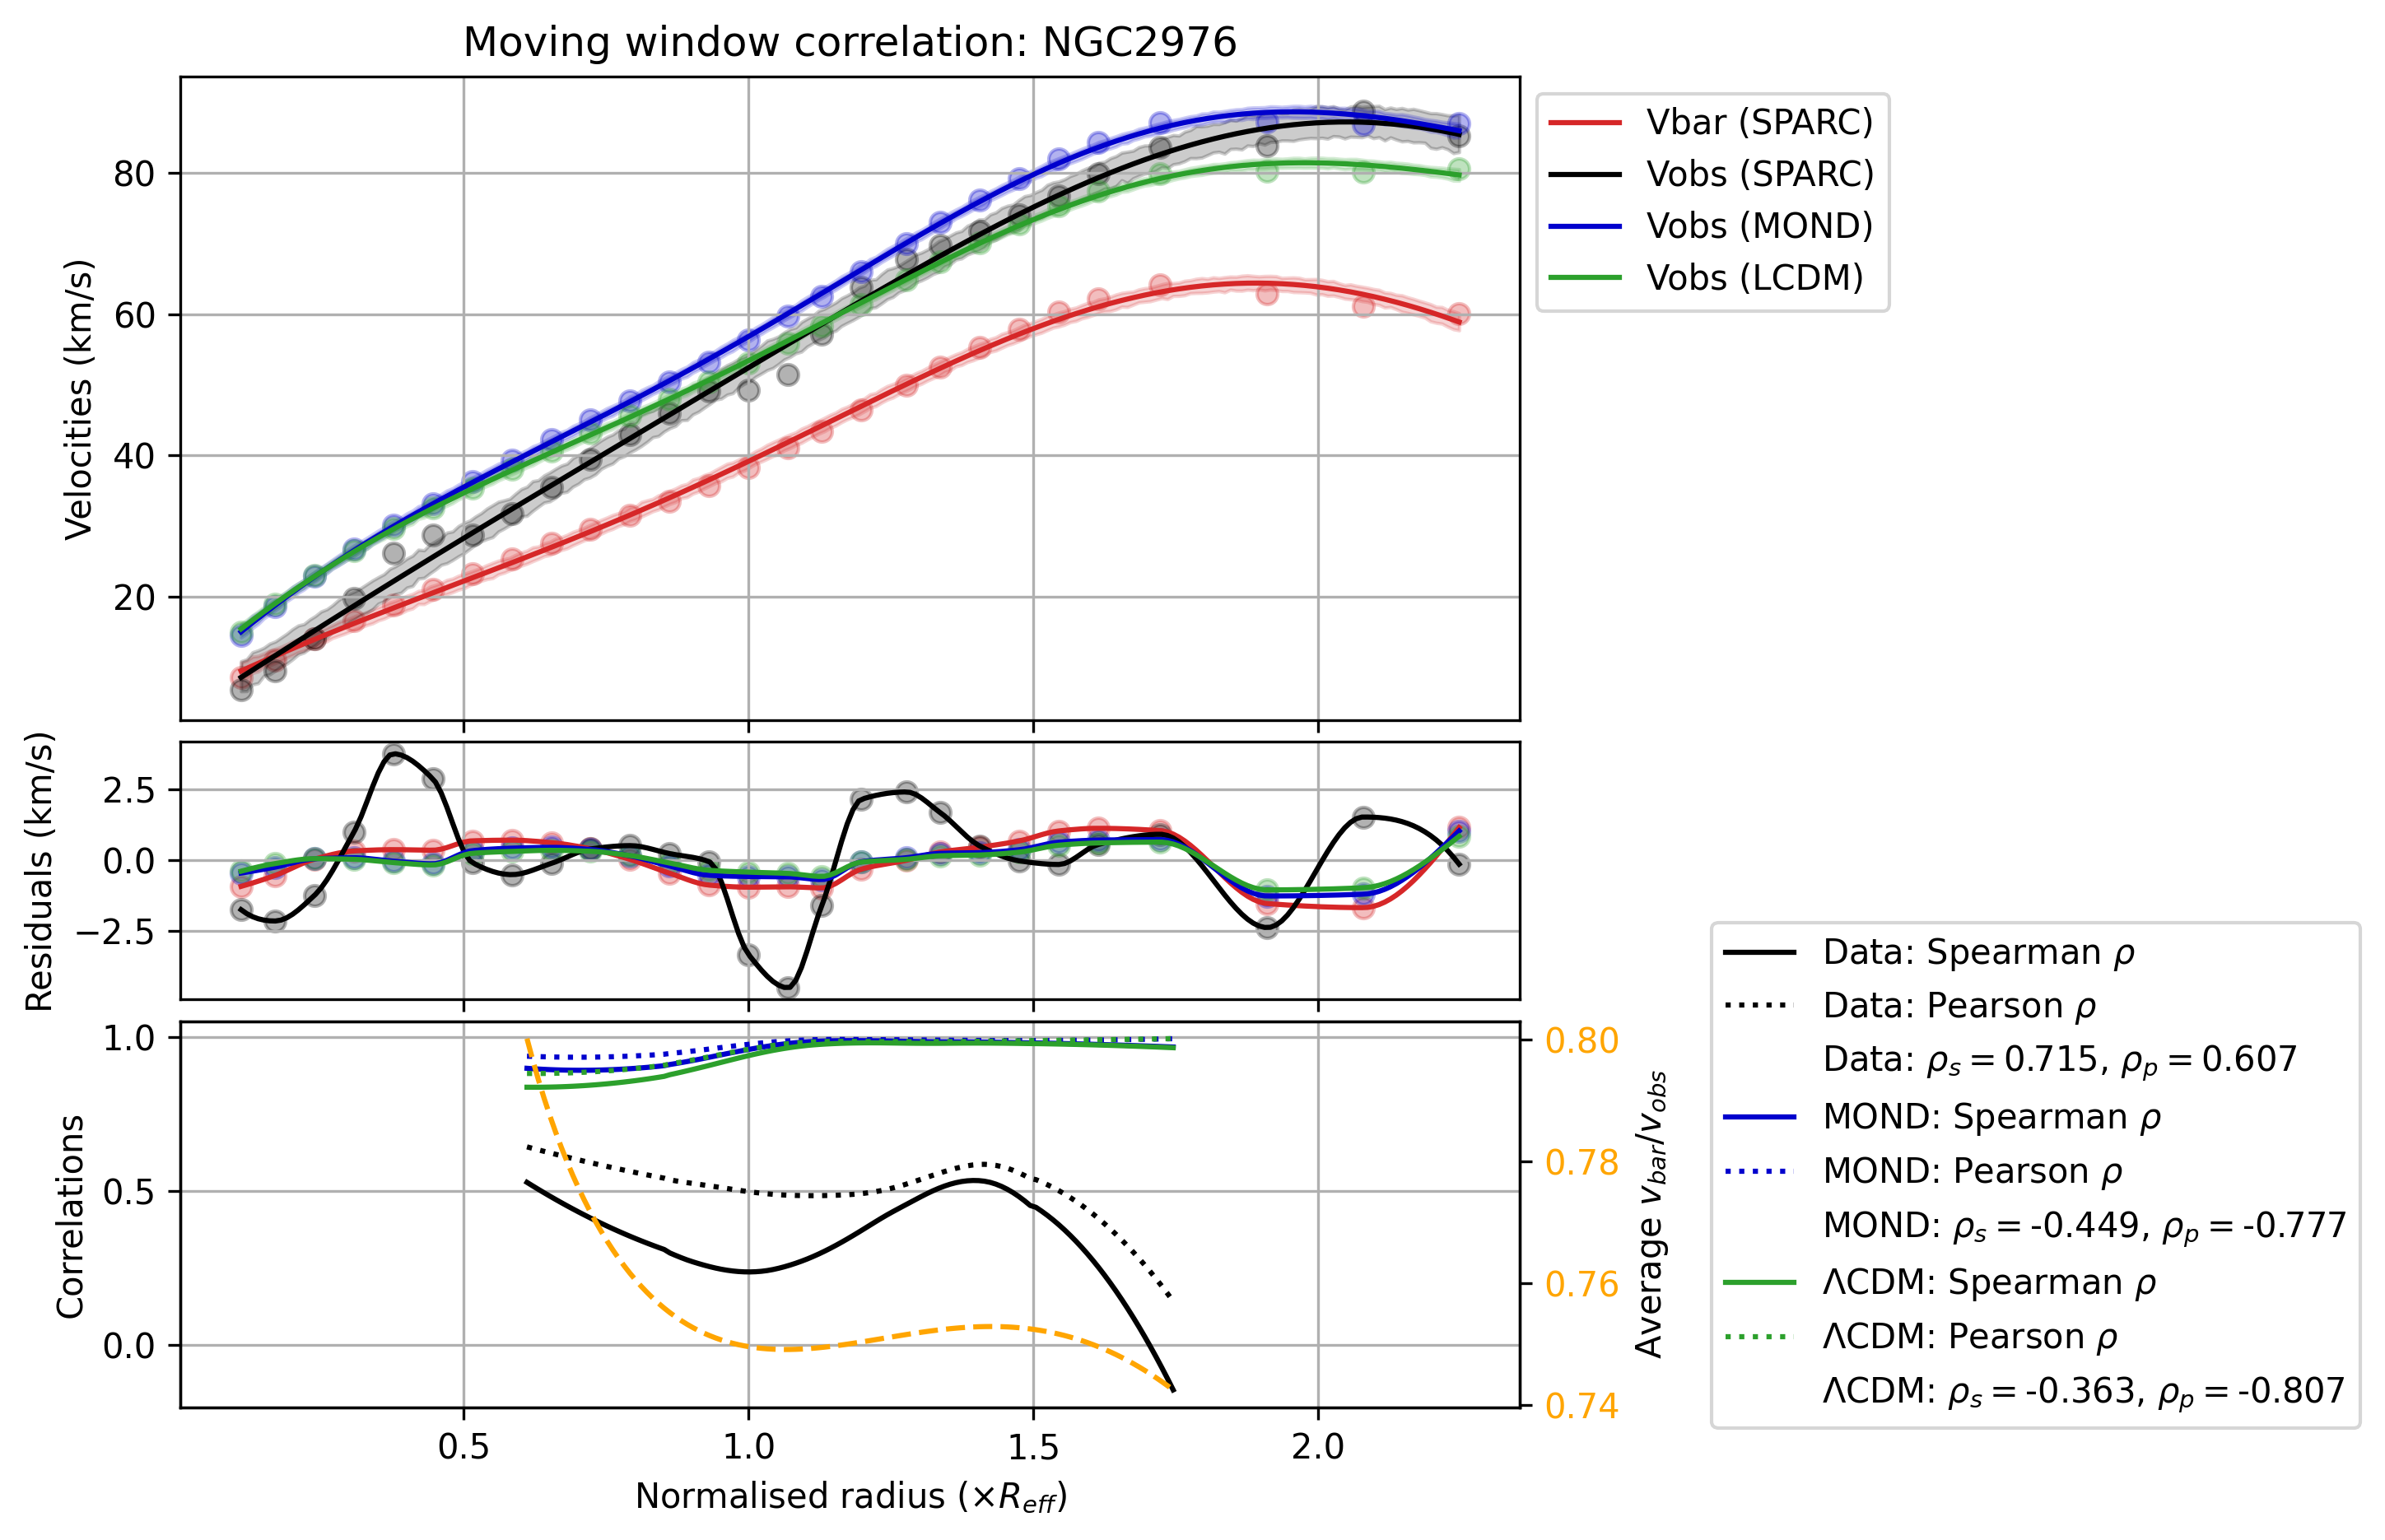 Moving window correlation: NGC2976
Velocities (km/s)
80
60
40
20
Vbar (SPARC)
Vobs (SPARC)
Vobs (MOND)
Vobs (LCDM)
Residuals (km/s)
2.5
0.0
−2.5
Correlations
1.0
0.5
0.0
0.80
0.78
0.76
0.74
Average v_bar/v_obs
0.5 1.0 1.5 2.0
Normalised radius (×R_eff)
Data: Spearman ρ
Data: Pearson ρ
Data: ρ_s = 0.715, ρ_p = 0.607
MOND: Spearman ρ
MOND: Pearson ρ
MOND: ρ_s = -0.449, ρ_p = -0.777
ΛCDM: Spearman ρ
ΛCDM: Pearson ρ
ΛCDM: ρ_s = -0.363, ρ_p = -0.807